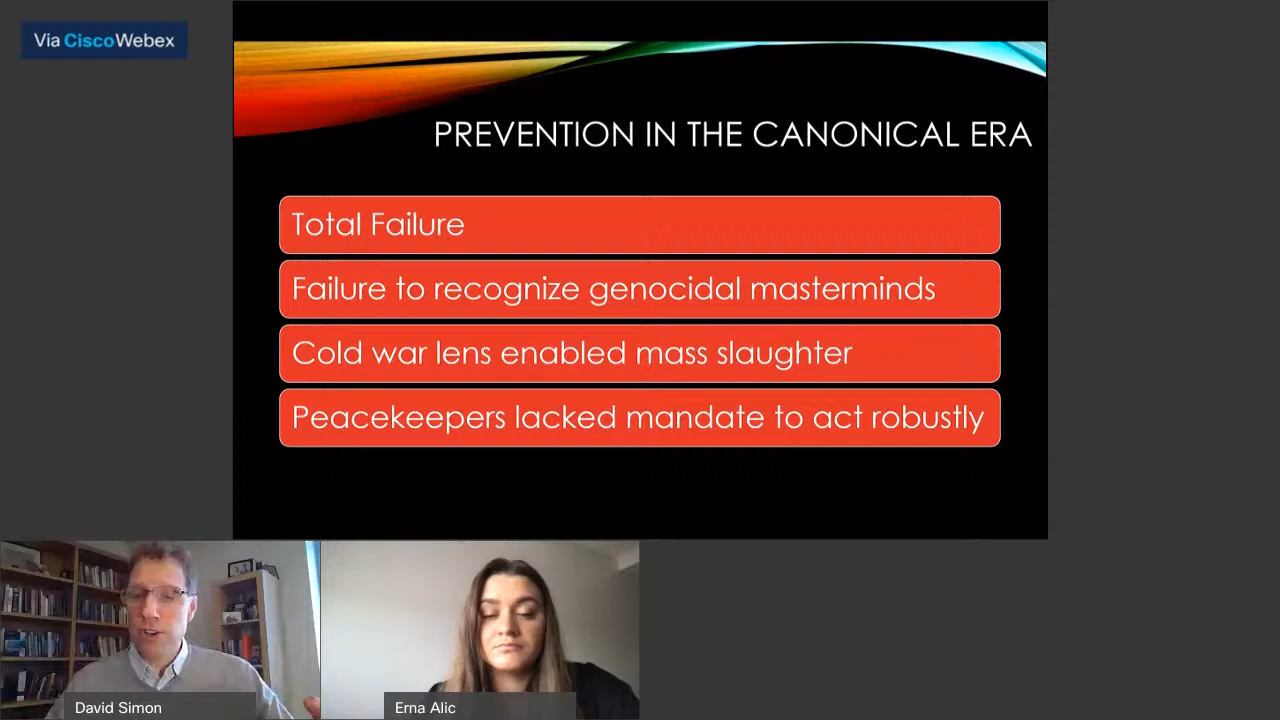 Via CiscoWebex
PREVENTION IN THE CANONICAL ERA
Total Failure
Failure to recognize genocidal masterminds
Cold war lens enabled mass slaughter
Peacekeepers lacked mandate to act robustly
David Simon
Erna Alic